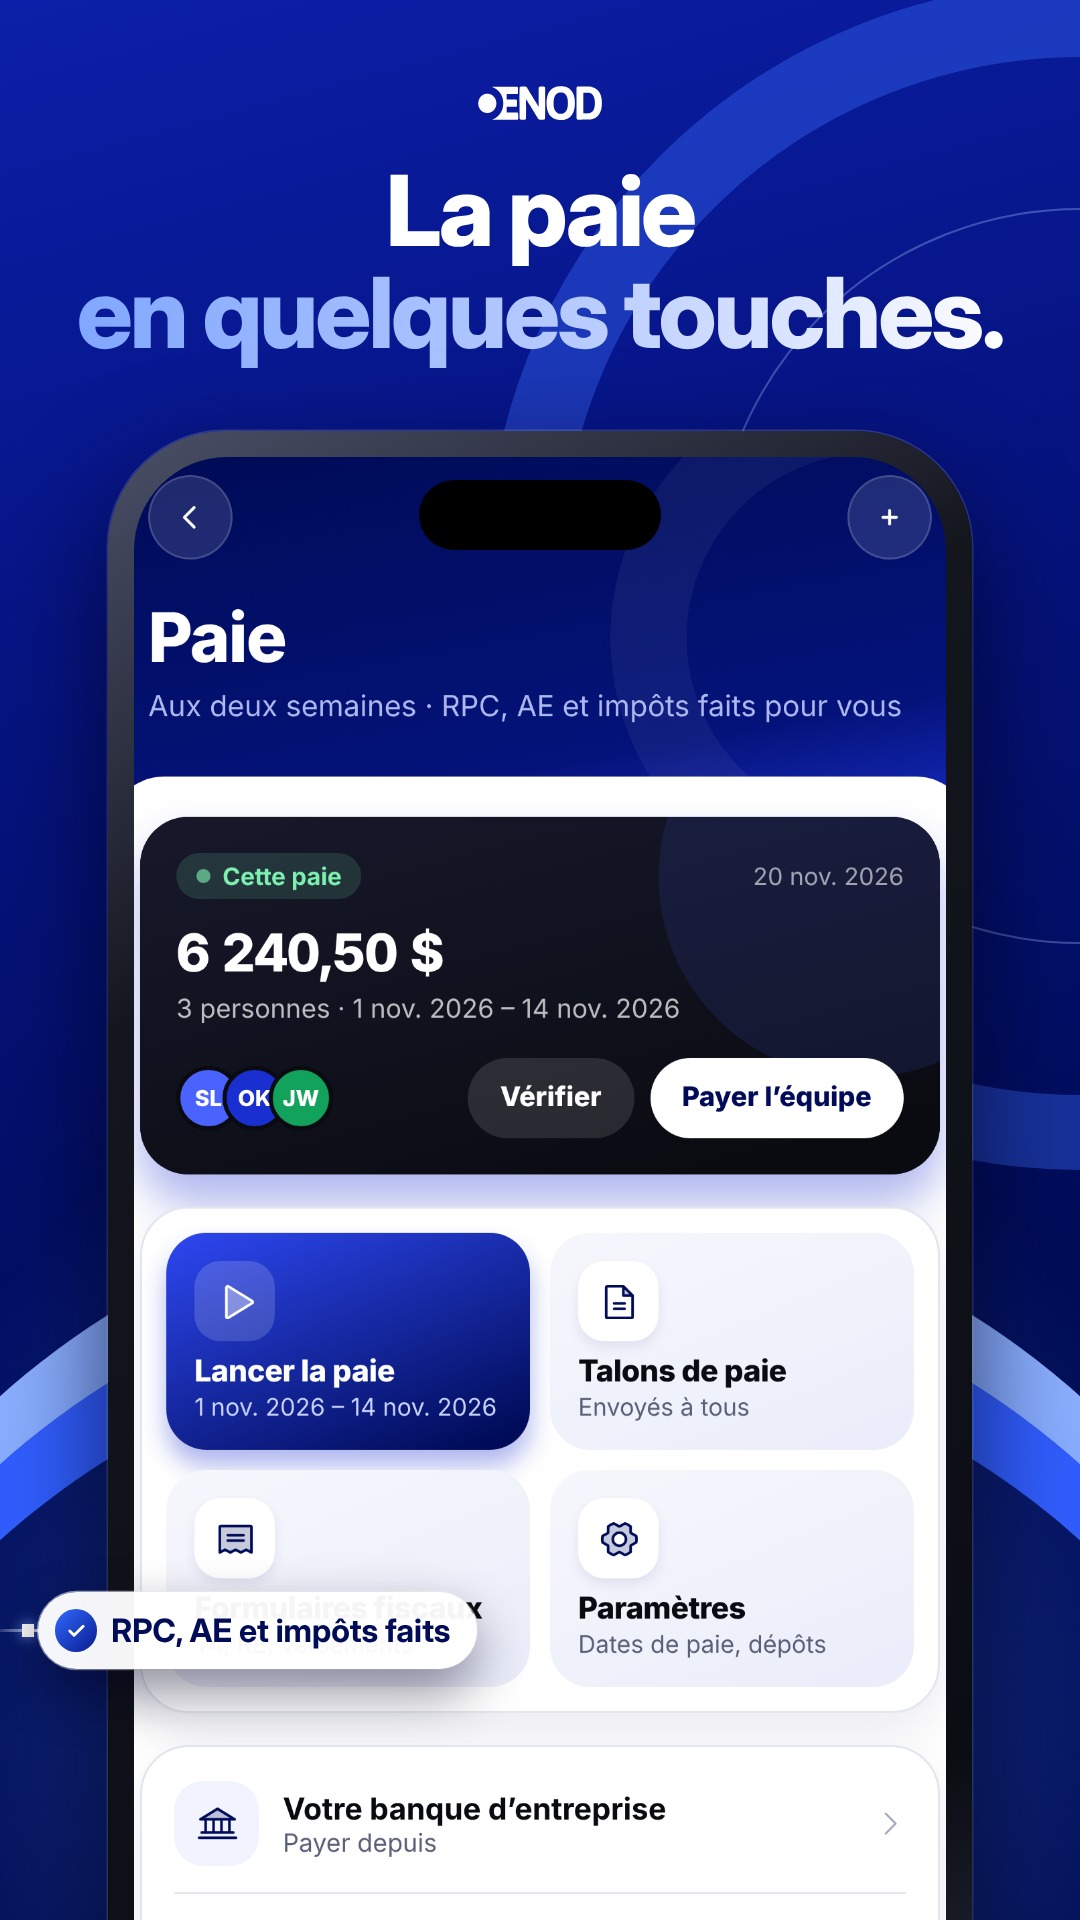 ENOD
La paie
en quelques touches.
Paie
Aux deux semaines · RPC, AE et impôts faits pour vous
Cette paie
20 nov. 2026
6 240,50 $
3 personnes · 1 nov. 2026 – 14 nov. 2026
SL OK JW
Vérifier
Payer l’équipe
Lancer la paie
1 nov. 2026 – 14 nov. 2026
Talons de paie
Envoyés à tous
Formulaires fiscaux
RPC, AE et impôts faits
Paramètres
Dates de paie, dépôts
Votre banque d’entreprise
Payer depuis